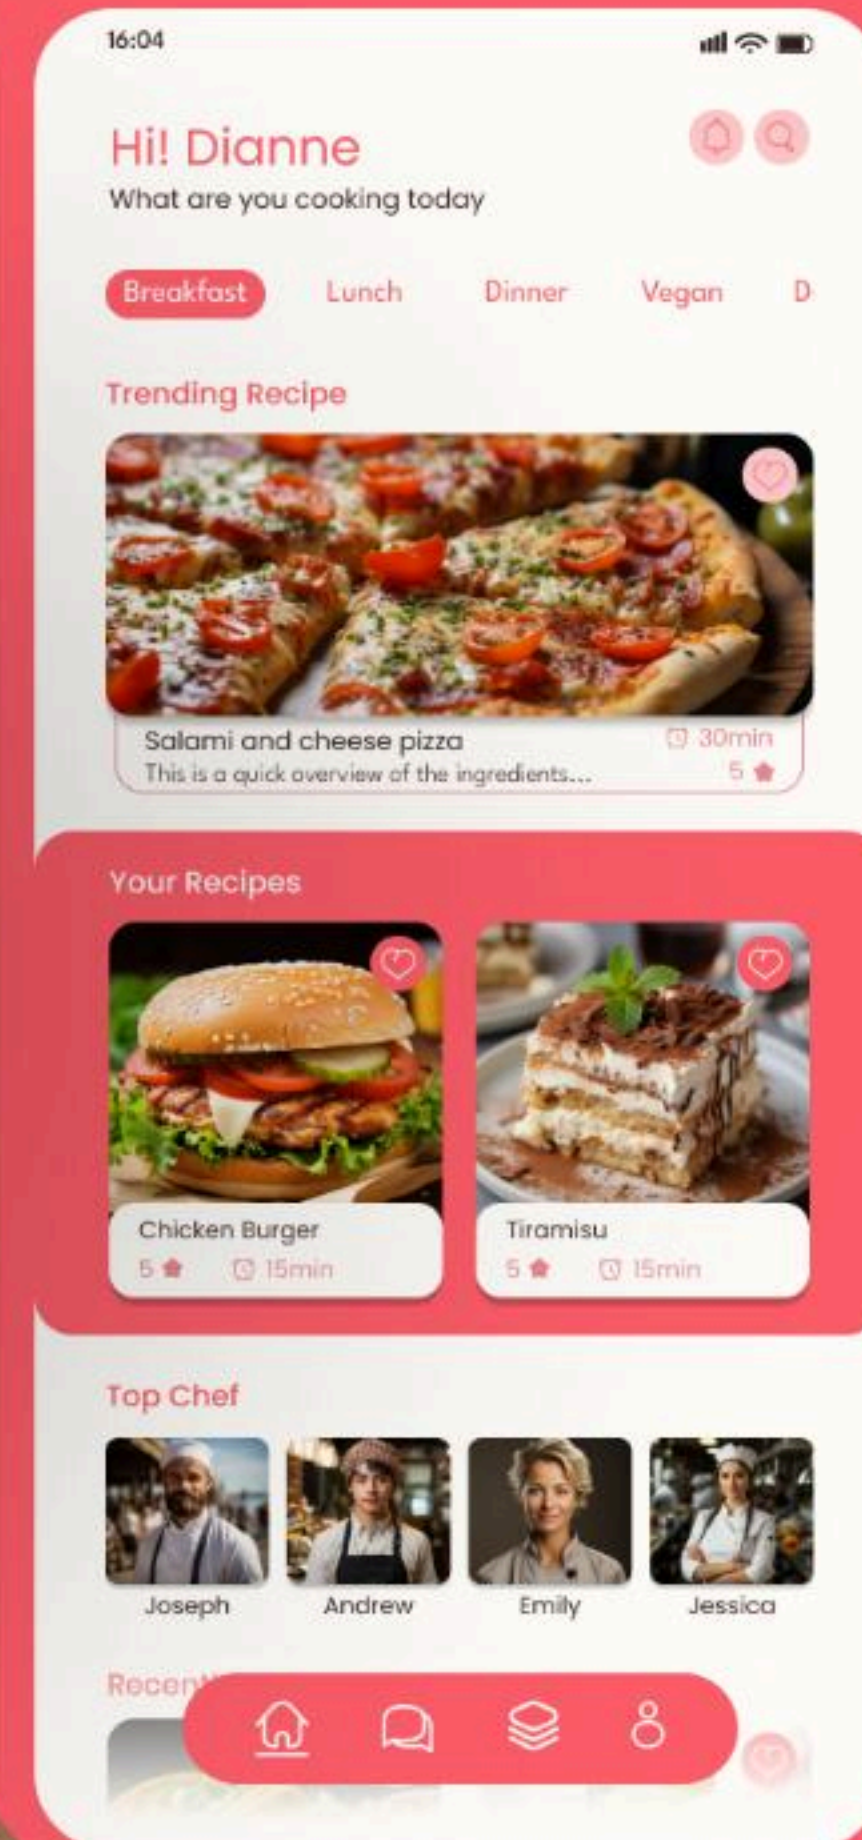 16:04
Hi! Dianne
What are you cooking today
Breakfast Lunch Dinner Vegan D
Trending Recipe
Salami and cheese pizza 30min
This is a quick overview of the ingredients... 5
Your Recipes
Chicken Burger Tiramisu
5 15min 5 15min
Top Chef
Joseph Andrew Emily Jessica